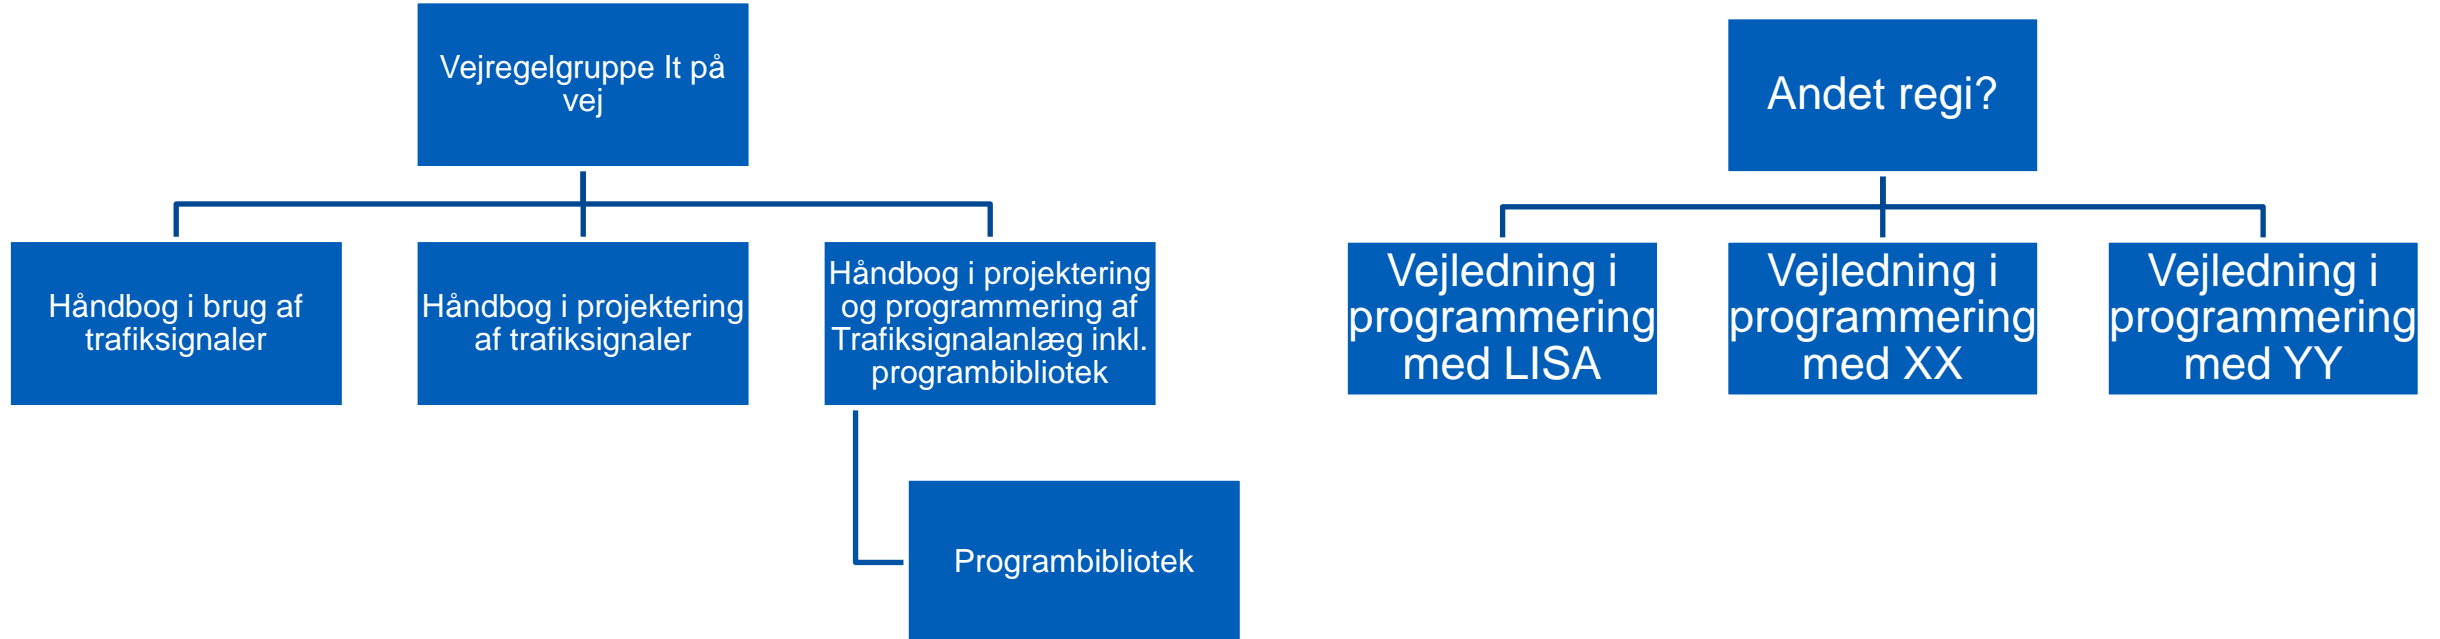 Vejregelgruppe It på
vej
Håndbog i brug af
trafiksignaler
Håndbog i projektering
af trafiksignaler
Håndbog i projektering
og programmering af
Trafiksignalanlæg inkl.
programbibliotek
Programbibliotek
Andet regi?
Vejledning i
programmering
med LISA
Vejledning i
programmering
med XX
Vejledning i
programmering
med YY